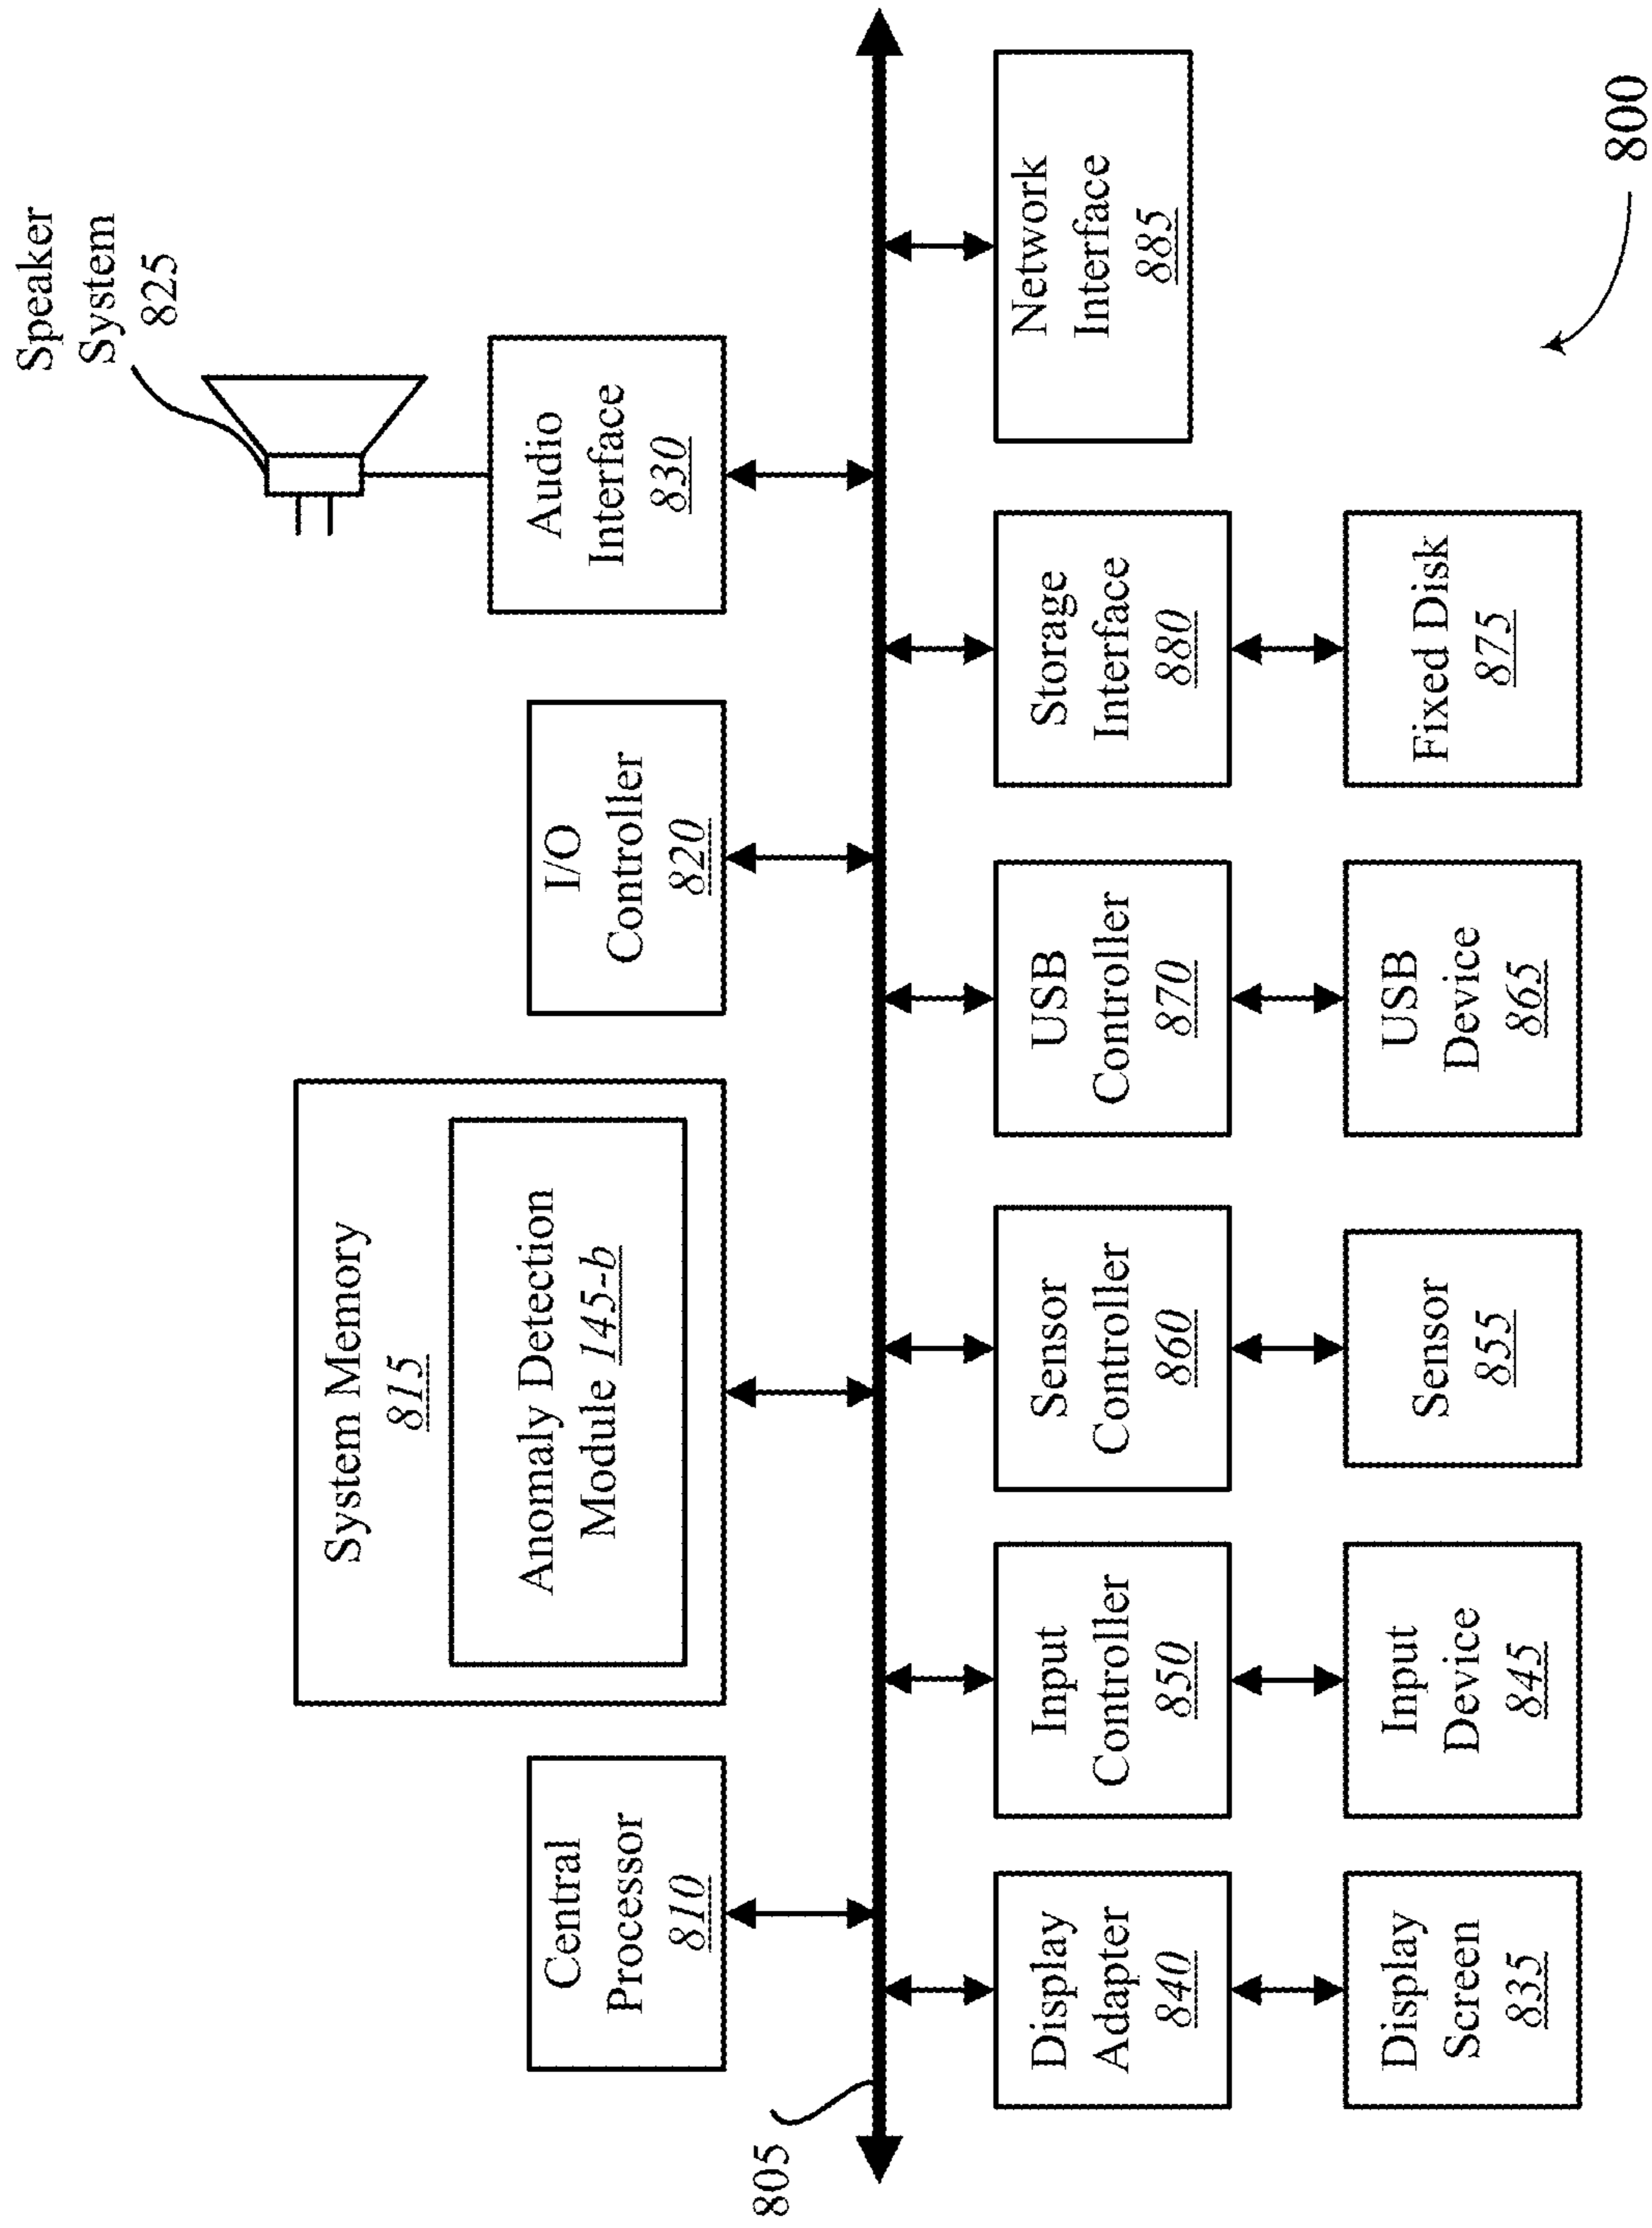 Speaker
System
825
Central
Processor
810
System Memory
815
Anomaly Detection
Module 145-b
I/O
Controller
820
Audio
Interface
830
805
Display
Adapter
840
Input
Controller
850
Sensor
Controller
860
USB
Controller
870
Storage
Interface
880
Network
Interface
885
Display
Screen
835
Input
Device
845
Sensor
855
USB
Device
865
Fixed Disk
875
800